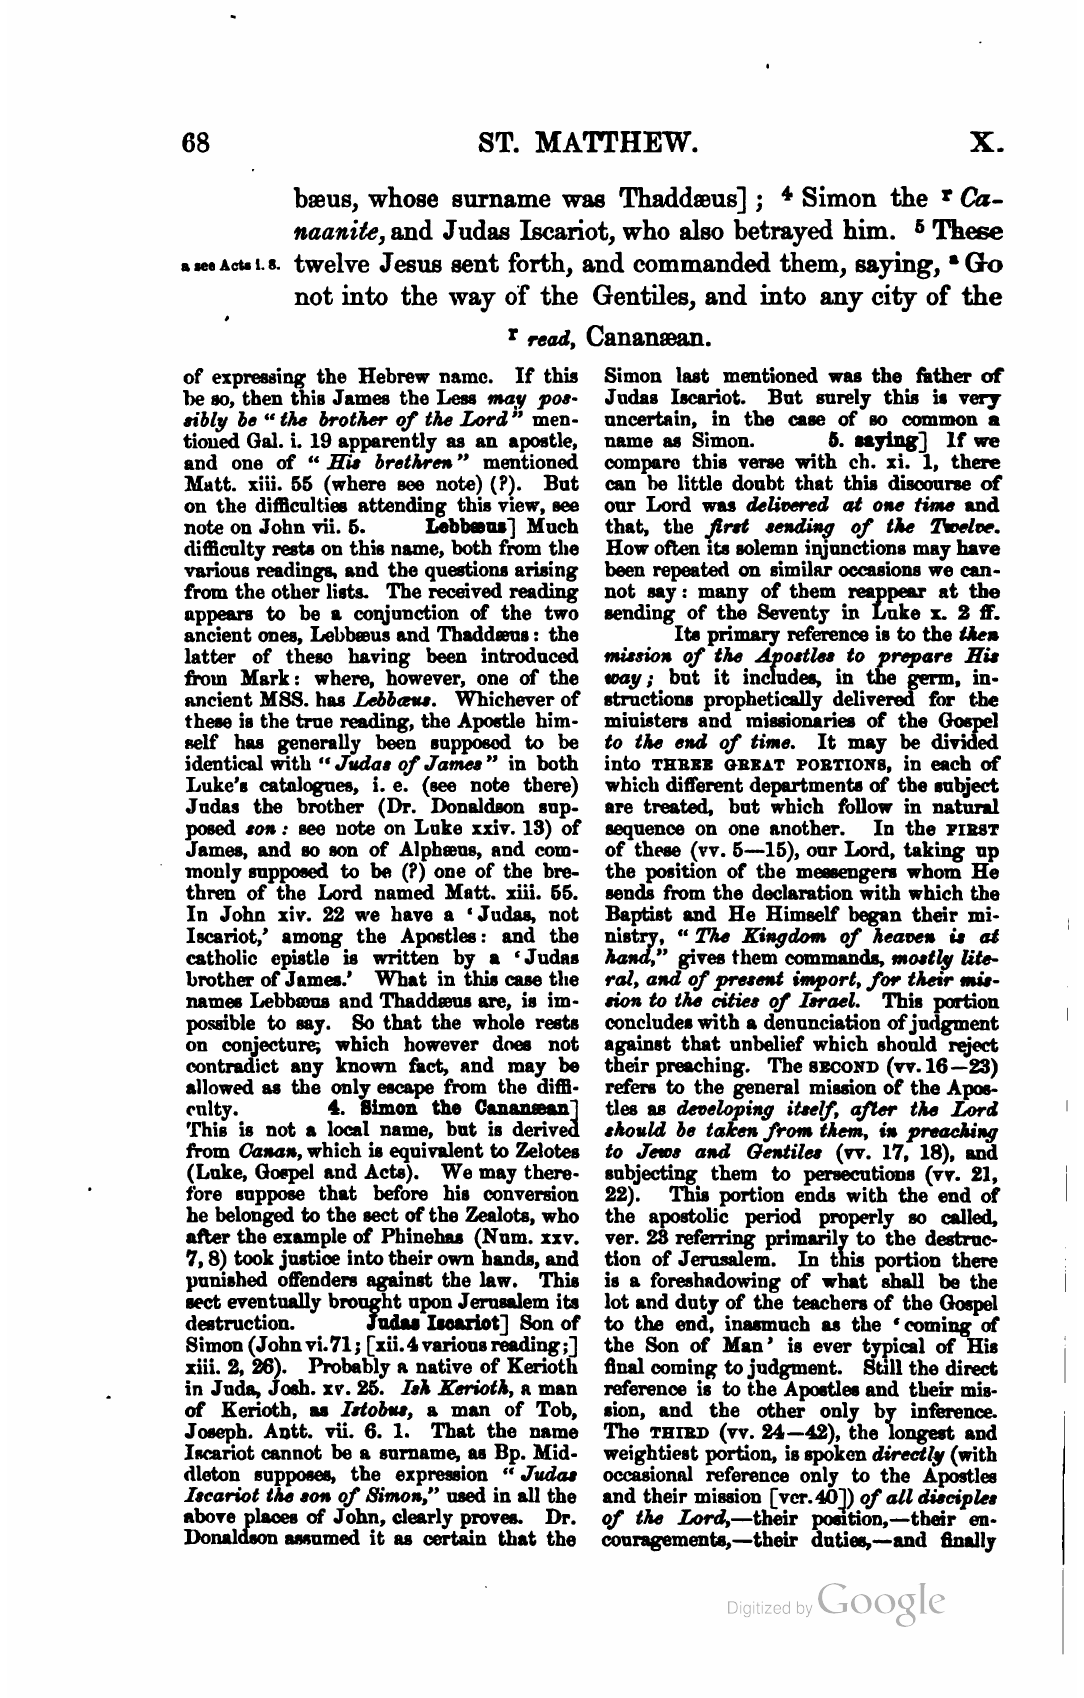 68 ST. MATTHEW. X.
bæus, whose surname was Thaddæus] ; 4 Simon the r Ca-
naanite, and Judas Iscariot, who also betrayed him. 5 These
a see Acts i. 8. twelve Jesus sent forth, and commanded them, saying, a Go
not into the way of the Gentiles, and into any city of the
r read, Cananæan.
of expressing the Hebrew name. If this
be so, then this James the Less may pos-
sibly be “ the brother of the Lord ” men-
tioned Gal. i. 19 apparently as an apostle,
and one of “ His brethren ” mentioned
Matt. xiii. 55 (where see note) (?). But
on the difficulties attending this view, see
note on John vii. 5. Lebbæus] Much
difficulty rests on this name, both from the
various readings, and the questions arising
from the other lists. The received reading
appears to be a conjunction of the two
ancient ones, Lebbæus and Thaddæus : the
latter of these having been introduced
from Mark : where, however, one of the
ancient MSS. has Lebbæus. Whichever of
these is the true reading, the Apostle him-
self has generally been supposed to be
identical with “ Judas of James ” in both
Luke's catalogues, i. e. (see note there)
Judas the brother (Dr. Donaldson sup-
posed son : see note on Luke xxiv. 13) of
James, and so son of Alphæus, and com-
monly supposed to be (?) one of the bre-
thren of the Lord named Matt. xiii. 55.
In John xiv. 22 we have a ‘ Judas, not
Iscariot,’ among the Apostles : and the
catholic epistle is written by a ‘ Judas
brother of James.’ What in this case the
names Lebbæus and Thaddæus are, is im-
possible to say. So that the whole rests
on conjecture, which however does not
contradict any known fact, and may be
allowed as the only escape from the diffi-
culty. 4. Simon the Cananæan]
This is not a local name, but is derived
from Canan, which is equivalent to Zelotes
(Luke, Gospel and Acts). We may there-
fore suppose that before his conversion
he belonged to the sect of the Zealots, who
after the example of Phinehas (Num. xxv.
7, 8) took justice into their own hands, and
punished offenders against the law. This
sect eventually brought upon Jerusalem its
destruction. Judas Iscariot] Son of
Simon (John vi. 71 ; [xii. 4 various reading ;]
xiii. 2, 26). Probably a native of Kerioth
in Juda, Josh. xv. 25. Ish Kerioth, a man
of Kerioth, as Istobus, a man of Tob,
Joseph. Antt. vii. 6. 1. That the name
Iscariot cannot be a surname, as Bp. Mid-
dleton supposes, the expression “ Judas
Iscariot the son of Simon,” used in all the
above places of John, clearly proves. Dr.
Donaldson assumed it as certain that the
Simon last mentioned was the father of
Judas Iscariot. But surely this is very
uncertain, in the case of so common a
name as Simon. 5. saying] If we
compare this verse with ch. xi. 1, there
can be little doubt that this discourse of
our Lord was delivered at one time and
that, the first sending of the Twelve.
How often its solemn injunctions may have
been repeated on similar occasions we can-
not say : many of them reappear at the
sending of the Seventy in Luke x. 2 ff.
Its primary reference is to the then
mission of the Apostles to prepare His
way ; but it includes, in the germ, in-
structions prophetically delivered for the
ministers and missionaries of the Gospel
to the end of time. It may be divided
into THREE GREAT PORTIONS, in each of
which different departments of the subject
are treated, but which follow in natural
sequence on one another. In the FIRST
of these (vv. 5—15), our Lord, taking up
the position of the messengers whom He
sends from the declaration with which the
Baptist and He Himself began their mi-
nistry, “ The Kingdom of heaven is at
hand,” gives them commands, mostly lite-
ral, and of present import, for their mis-
sion to the cities of Israel. This portion
concludes with a denunciation of judgment
against that unbelief which should reject
their preaching. The SECOND (vv. 16—23)
refers to the general mission of the Apos-
tles as developing itself, after the Lord
should be taken from them, in preaching
to Jews and Gentiles (vv. 17, 18), and
subjecting them to persecutions (vv. 21,
22). This portion ends with the end of
the apostolic period properly so called,
ver. 23 referring primarily to the destruc-
tion of Jerusalem. In this portion there
is a foreshadowing of what shall be the
lot and duty of the teachers of the Gospel
to the end, inasmuch as the ‘ coming of
the Son of Man ’ is ever typical of His
final coming to judgment. Still the direct
reference is to the Apostles and their mis-
sion, and the other only by inference.
The THIRD (vv. 24—42), the longest and
weightiest portion, is spoken directly (with
occasional reference only to the Apostles
and their mission [ver. 40]) of all disciples
of the Lord,—their position,—their en-
couragements,—their duties,—and finally
Digitized by Google